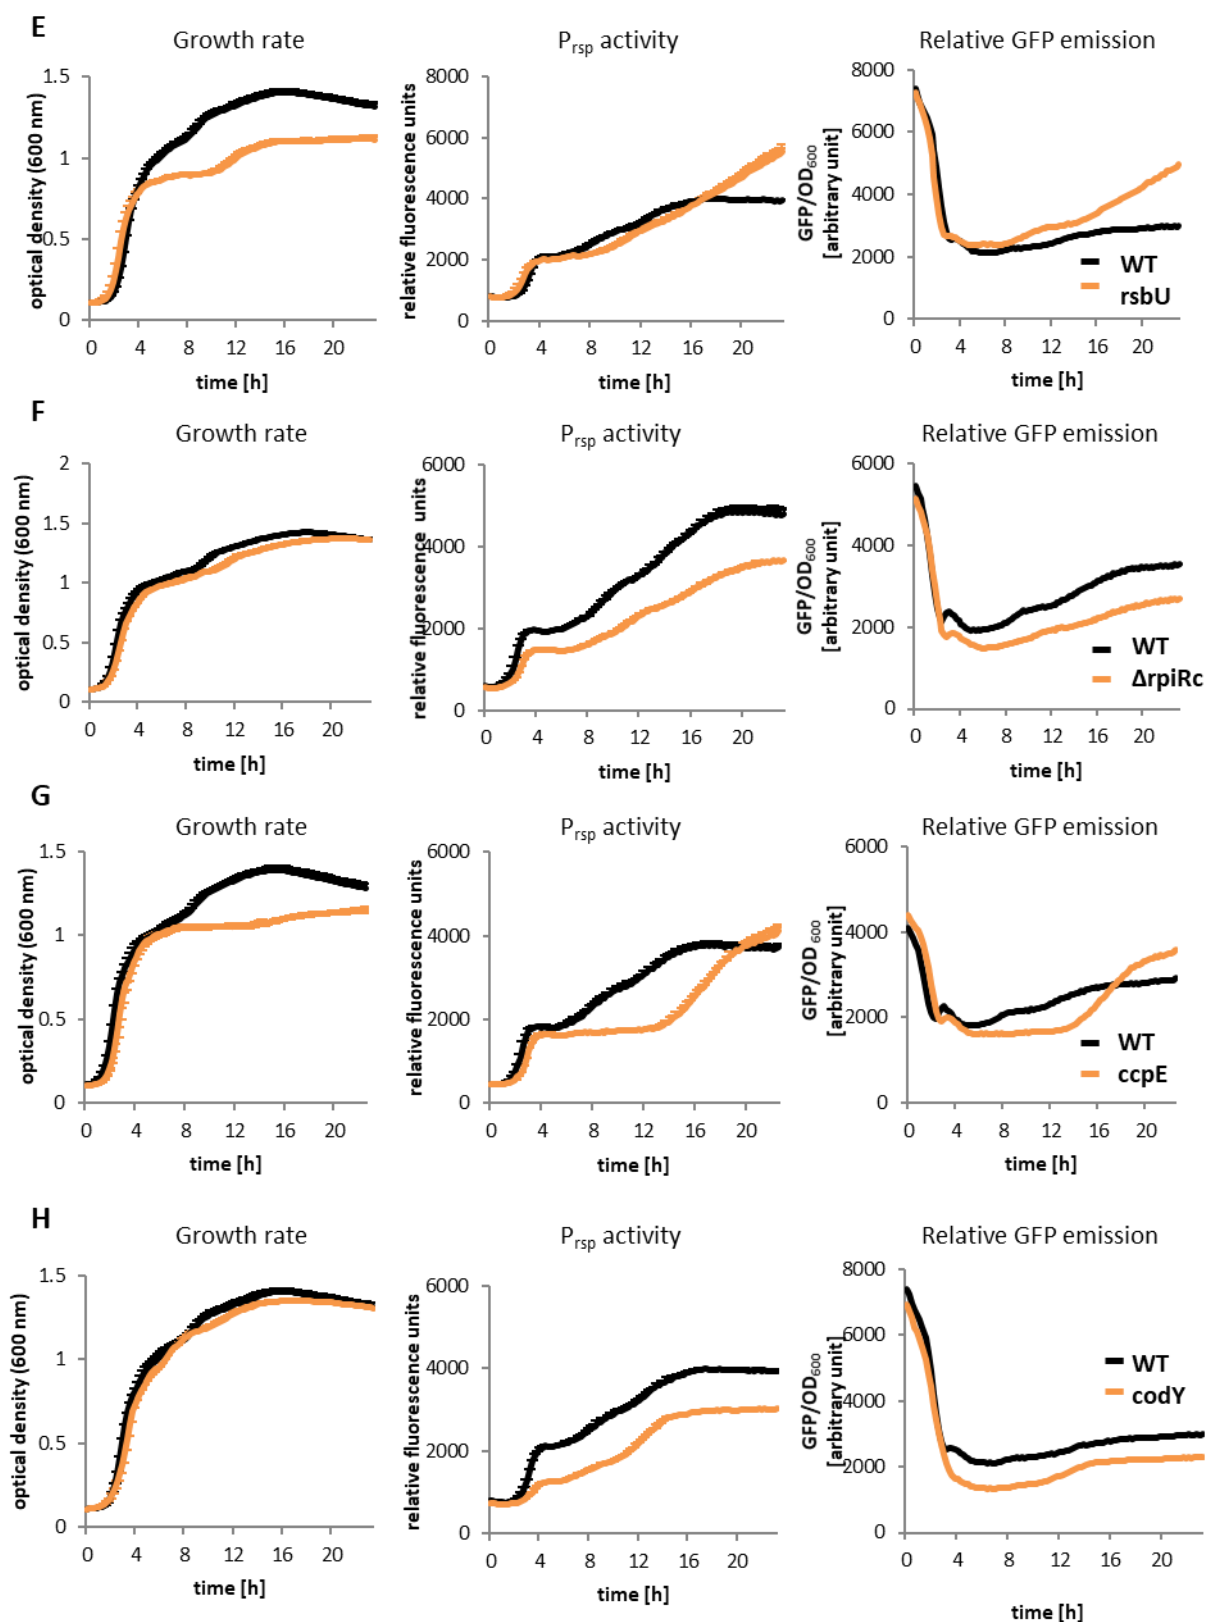 E
Growth rate
P_rsp activity
Relative GFP emission
optical density (600 nm)
1.5
1
0.5
0
0 4 8 12 16 20
time [h]
relative fluorescence units
8000
6000
4000
2000
0
0 4 8 12 16 20
time [h]
GFP/OD600
[arbitrary unit]
8000
6000
4000
2000
0
0 4 8 12 16 20
time [h]
WT
rsbU
F
Growth rate
P_rsp activity
Relative GFP emission
optical density (600 nm)
2
1.5
1
0.5
0
0 4 8 12 16 20
time [h]
relative fluorescence units
6000
4000
2000
0
0 4 8 12 16 20
time [h]
GFP/OD600
[arbitrary unit]
6000
4000
2000
0
0 4 8 12 16 20
time [h]
WT
ΔrpiRc
G
Growth rate
P_rsp activity
Relative GFP emission
optical density (600 nm)
1.5
1
0.5
0
0 4 8 12 16 20
time [h]
relative fluorescence units
6000
4000
2000
0
0 4 8 12 16 20
time [h]
GFP/OD600
[arbitrary unit]
6000
4000
2000
0
0 4 8 12 16 20
time [h]
WT
ccpE
H
Growth rate
P_rsp activity
Relative GFP emission
optical density (600 nm)
1.5
1
0.5
0
0 4 8 12 16 20
time [h]
relative fluorescence units
6000
4000
2000
0
0 4 8 12 16 20
time [h]
GFP/OD600
[arbitrary unit]
8000
6000
4000
2000
0
0 4 8 12 16 20
time [h]
WT
codY